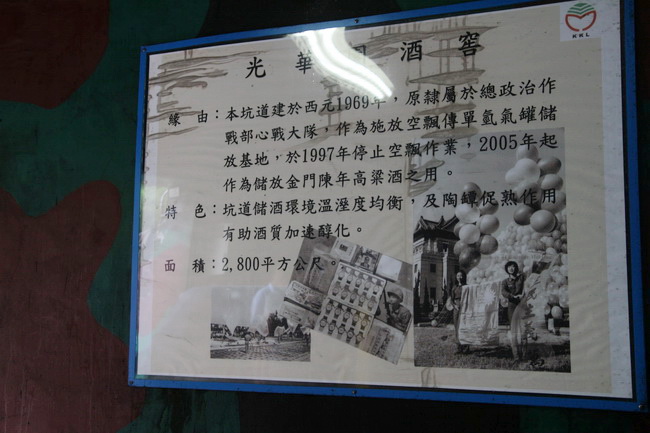 光華園酒窖
KKL
緣 由：本坑道建於西元1969年，原隸屬於總政治作
戰部心戰大隊，作為施放空飄傳單氫氣罐儲
放基地，於1997年停止空飄作業，2005年起
作為儲放金門陳年高粱酒之用。
特 色：坑道儲酒環境溫溼度均衡，及陶罈促熟作用
有助酒質加速醇化。
面 積：2,800平方公尺。